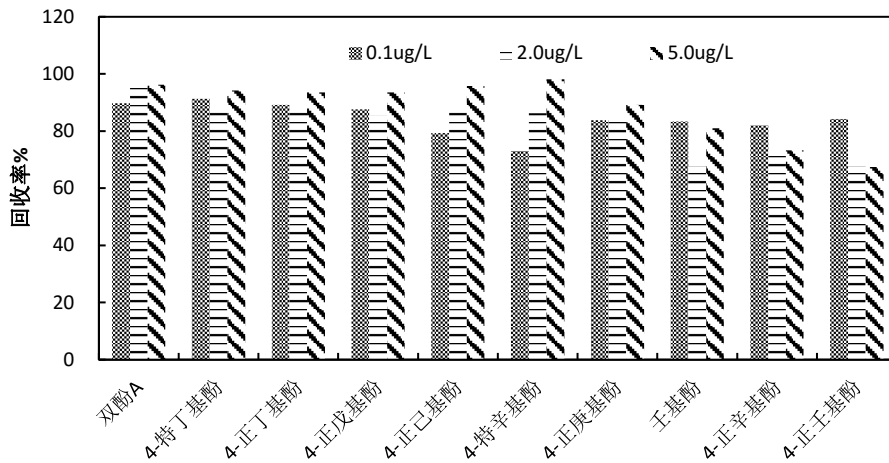 120
100
80
60
40
20
0
回收率%
0.1ug/L
2.0ug/L
5.0ug/L
双酚A
4-特丁基酚
4-正丁基酚
4-正戊基酚
4-正己基酚
4-特辛基酚
4-正庚基酚
壬基酚
4-正辛基酚
4-正壬基酚